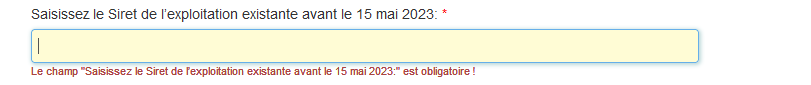 Saisissez le Siret de l'exploitation existante avant le 15 mai 2023: *
Le champ "Saisissez le Siret de l'exploitation existante avant le 15 mai 2023:" est obligatoire !